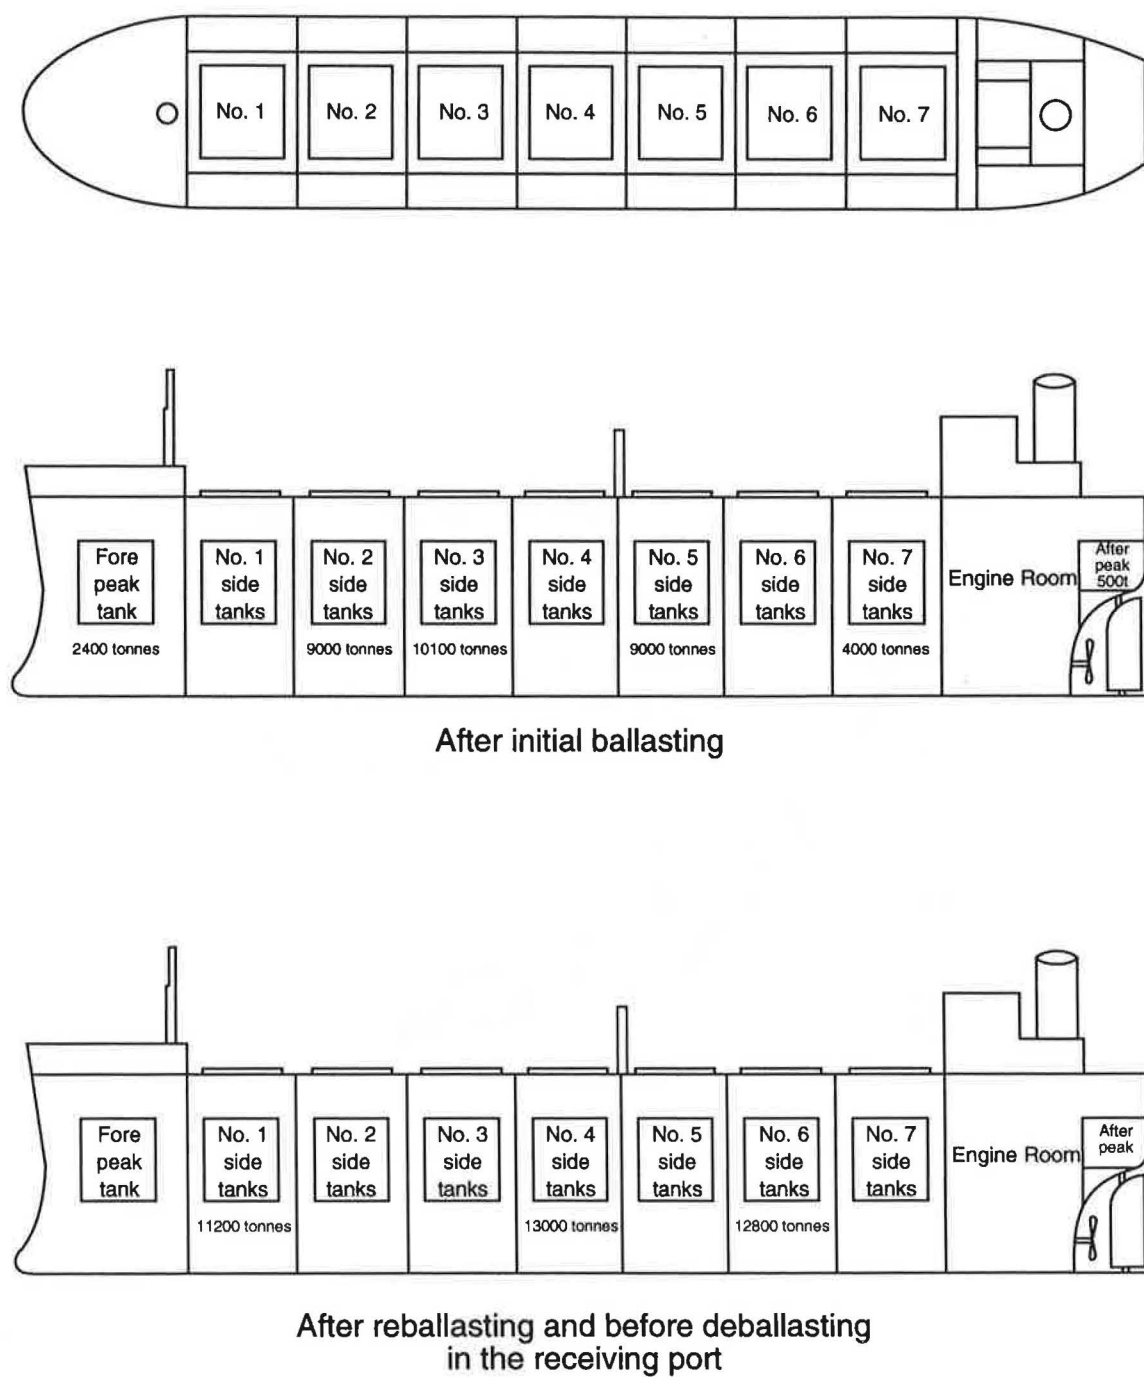 No. 1 No. 2 No. 3 No. 4 No. 5 No. 6 No. 7
Fore peak tank
No. 1 side tanks
No. 2 side tanks
No. 3 side tanks
No. 4 side tanks
No. 5 side tanks
No. 6 side tanks
No. 7 side tanks
Engine Room
After peak 500t
2400 tonnes
9000 tonnes
10100 tonnes
9000 tonnes
4000 tonnes
After initial ballasting
Fore peak tank
No. 1 side tanks
No. 2 side tanks
No. 3 side tanks
No. 4 side tanks
No. 5 side tanks
No. 6 side tanks
No. 7 side tanks
Engine Room
After peak
11200 tonnes
13000 tonnes
12800 tonnes
After reballasting and before deballasting
in the receiving port